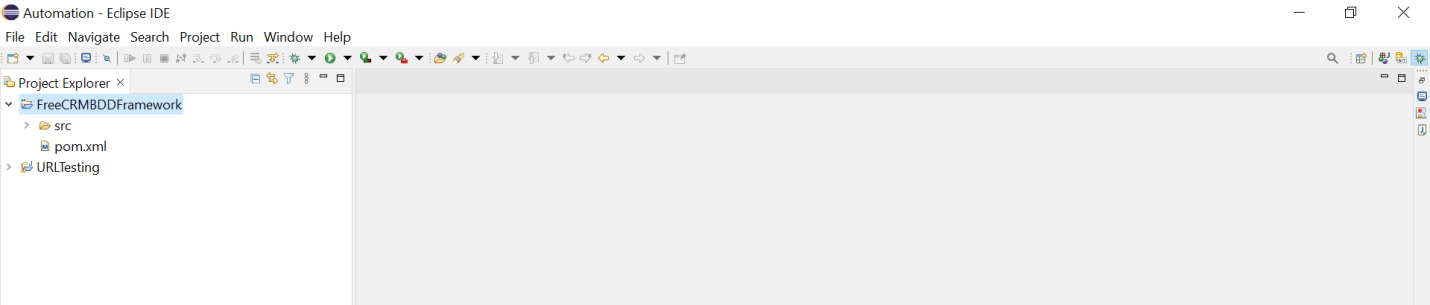 Automation - Eclipse IDE
File Edit Navigate Search Project Run Window Help
Project Explorer
FreeCRMBDDFramework
src
pom.xml
URLTesting